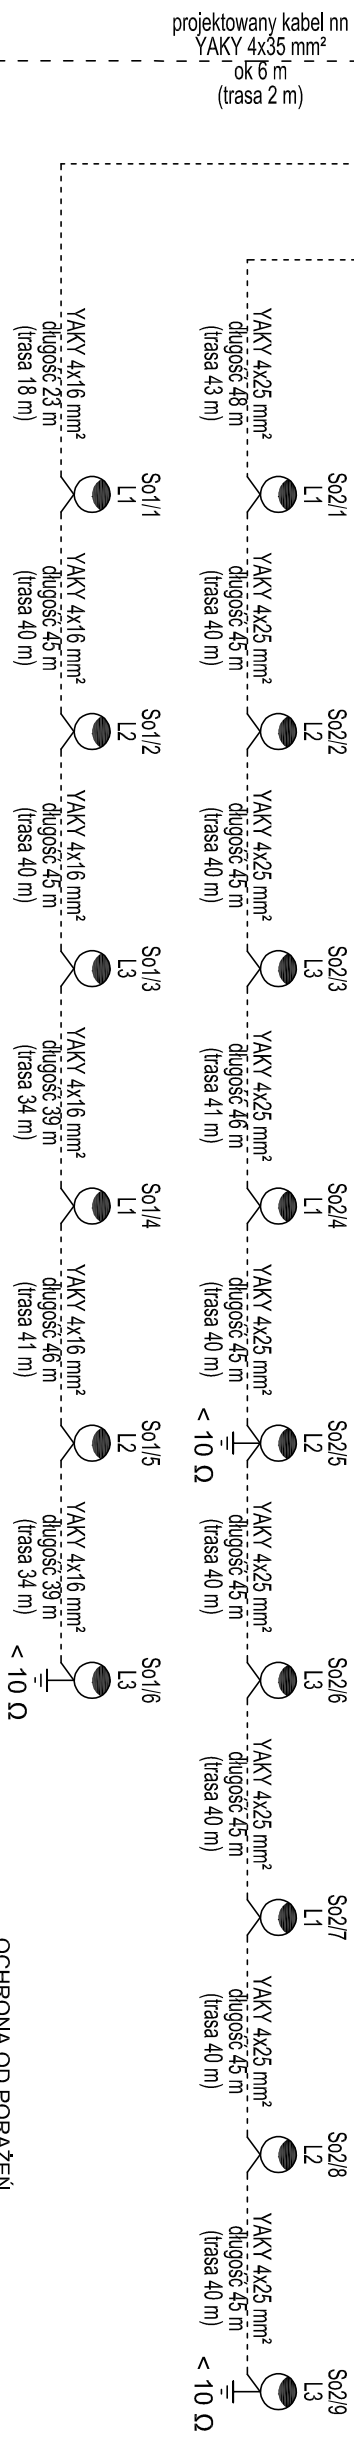 projektowany kabel nn
YAKY 4x35 mm²
ok 6 m
(trasa 2 m)
YAKY 4x25 mm²
długość 48 m
(trasa 43 m)
So2/1
L1
YAKY 4x25 mm²
długość 45 m
(trasa 40 m)
So2/2
L2
YAKY 4x25 mm²
długość 45 m
(trasa 40 m)
So2/3
L3
YAKY 4x25 mm²
długość 46 m
(trasa 41 m)
So2/4
L1
YAKY 4x25 mm²
długość 45 m
(trasa 40 m)
So2/5
L2
< 10 Ω
YAKY 4x25 mm²
długość 45 m
(trasa 40 m)
So2/6
L3
YAKY 4x25 mm²
długość 45 m
(trasa 40 m)
So2/7
L1
YAKY 4x25 mm²
długość 45 m
(trasa 40 m)
So2/8
L2
YAKY 4x25 mm²
długość 45 m
(trasa 40 m)
So2/9
L3
< 10 Ω
YAKY 4x16 mm²
długość 23 m
(trasa 18 m)
So1/1
L1
YAKY 4x16 mm²
długość 45 m
(trasa 40 m)
So1/2
L2
YAKY 4x16 mm²
długość 45 m
(trasa 40 m)
So1/3
L3
YAKY 4x16 mm²
długość 39 m
(trasa 34 m)
So1/4
L1
YAKY 4x16 mm²
długość 46 m
(trasa 41 m)
So1/5
L2
YAKY 4x16 mm²
długość 39 m
(trasa 34 m)
So1/6
L3
< 10 Ω
OCHRONA OD PORAŻEŃ